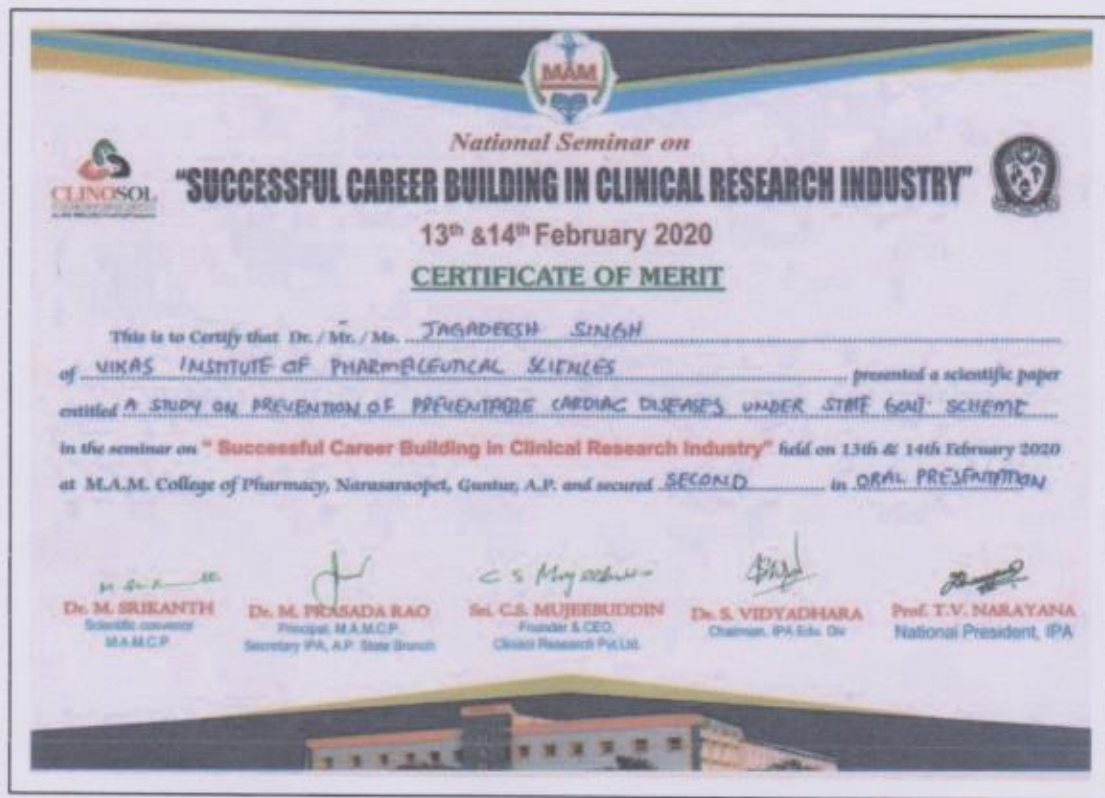 MAM
National Seminar on
CLINOSOL
"SUCCESSFUL CAREER BUILDING IN CLINICAL RESEARCH INDUSTRY"
13th &14th February 2020
CERTIFICATE OF MERIT
This is to Certify that Dr. / Mr. / Ms. JAGADEESH SINGH
of VIKAS INSTITUTE OF PHARMACEUTICAL SCIENCES presented a scientific paper
entitled A STUDY ON PREVENTION OF PREVENTABLE CARDIAC DISEASES UNDER STATE GOVT SCHEME
in the seminar on "Successful Career Building in Clinical Research Industry" held on 13th & 14th February 2020
at M.A.M. College of Pharmacy, Narasaraopet, Guntur, A.P. and secured SECOND in ORAL PRESENTATION
C S Mujeebu
Dr. M. SRIKANTH Dr. M. PRASADA RAO Sri. C.S. MUJEEBUDDIN Dr. S. VIDYADHARA Prof. T.V. NARAYANA
Scientific convenor Principal, M.A.M.C.P. Founder & CEO, Chairman, IPA Edu. Div National President, IPA
M.A.M.C.P Secretary IPA, A.P. State Branch Research Pvt.Ltd.